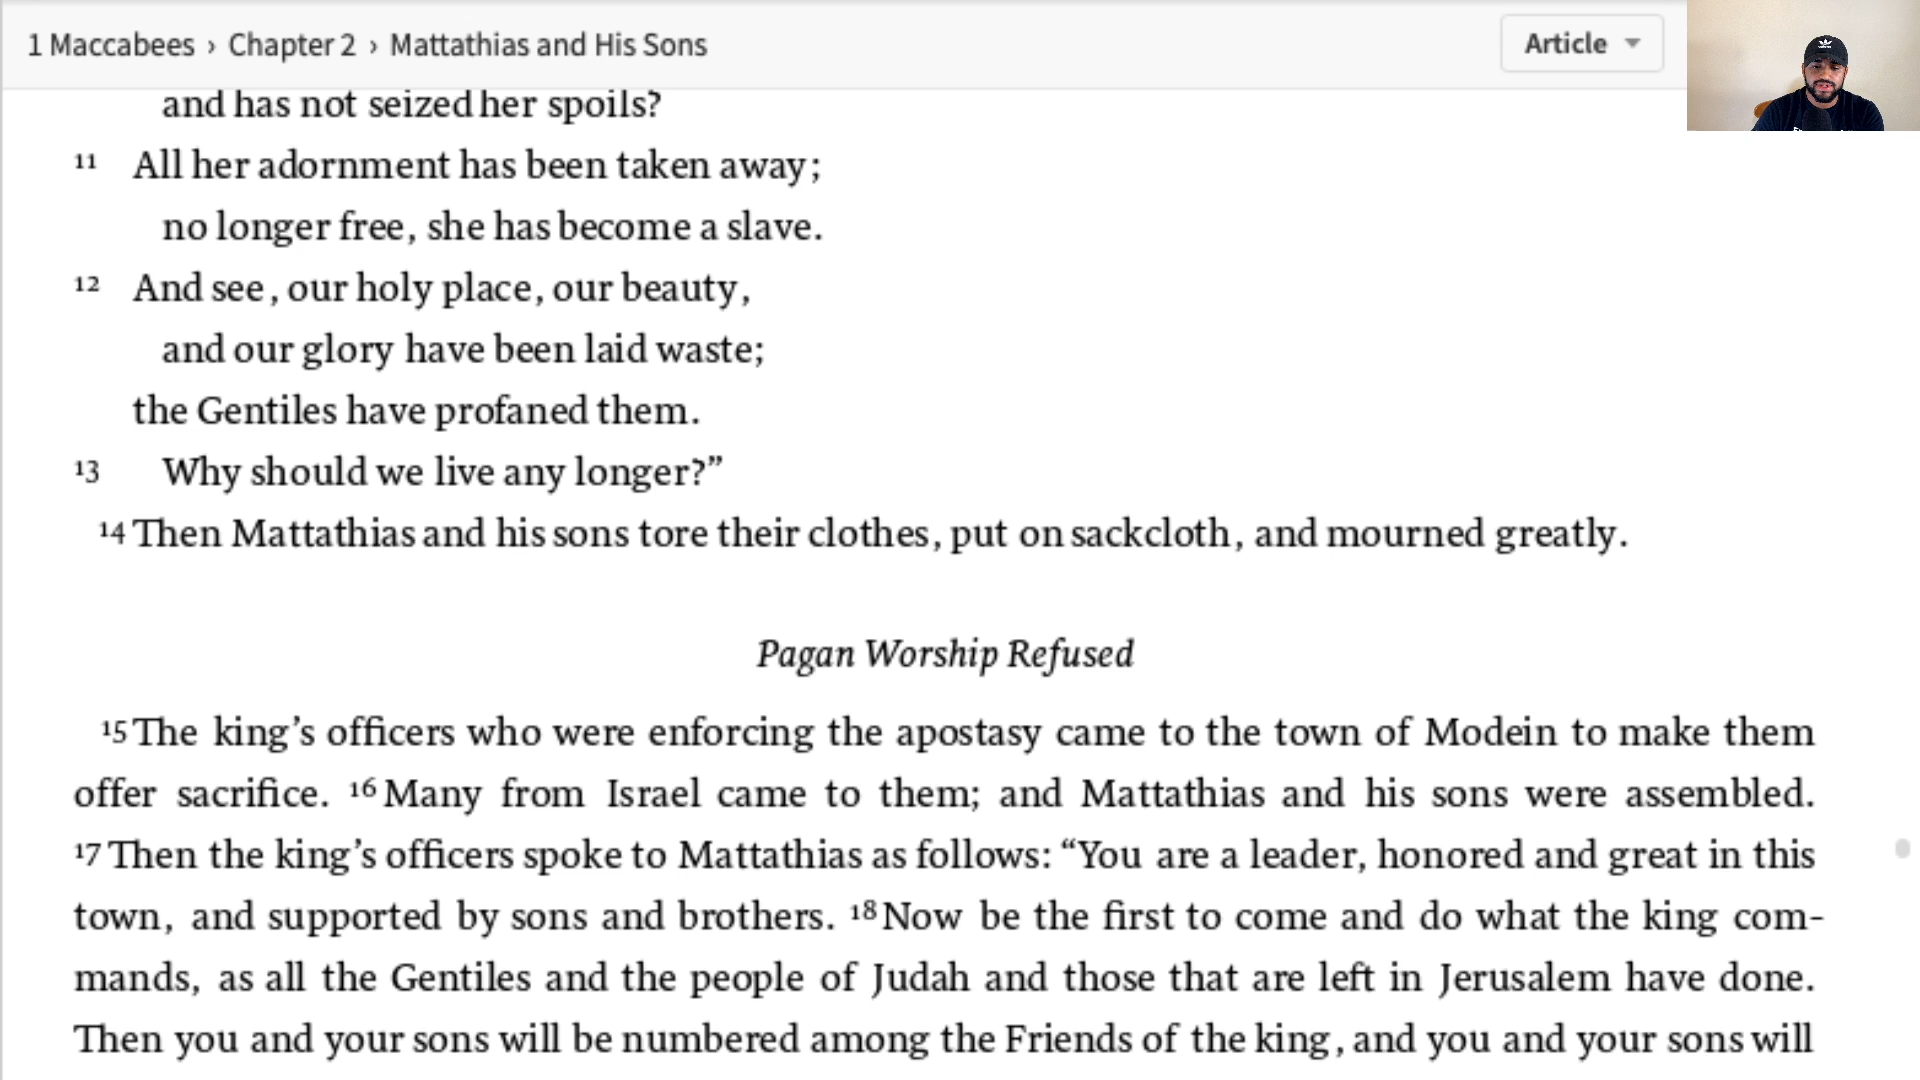 1 Maccabees › Chapter 2 › Mattathias and His Sons
Article
and has not seized her spoils?
11 All her adornment has been taken away;
no longer free, she has become a slave.
12 And see, our holy place, our beauty,
and our glory have been laid waste;
the Gentiles have profaned them.
13 Why should we live any longer?”
14 Then Mattathias and his sons tore their clothes, put on sackcloth, and mourned greatly.
Pagan Worship Refused
15 The king’s officers who were enforcing the apostasy came to the town of Modein to make them
offer sacrifice. 16 Many from Israel came to them; and Mattathias and his sons were assembled.
17 Then the king’s officers spoke to Mattathias as follows: “You are a leader, honored and great in this
town, and supported by sons and brothers. 18 Now be the first to come and do what the king com-
mands, as all the Gentiles and the people of Judah and those that are left in Jerusalem have done.
Then you and your sons will be numbered among the Friends of the king, and you and your sons will